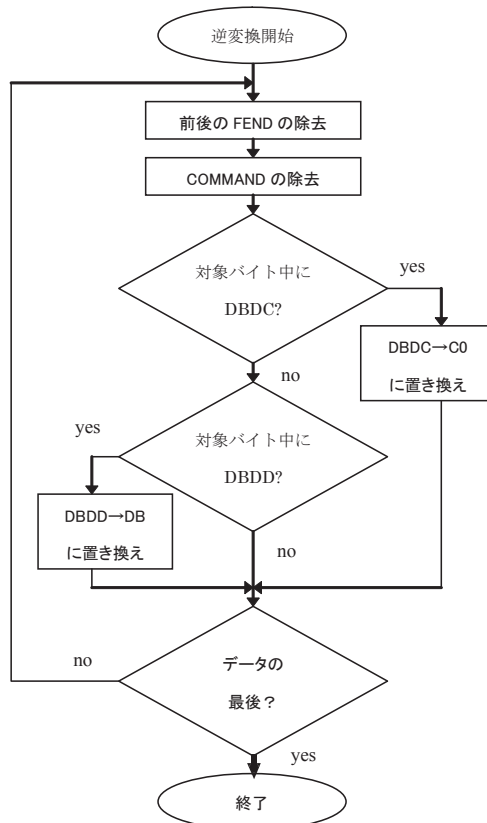 逆変換開始
前後の FEND の除去
COMMAND の除去
対象バイト中に
DBDC?
yes
DBDC→C0
に置き換え
no
対象バイト中に
DBDD?
yes
DBDD→DB
に置き換え
no
データの
最後？
no
yes
終了